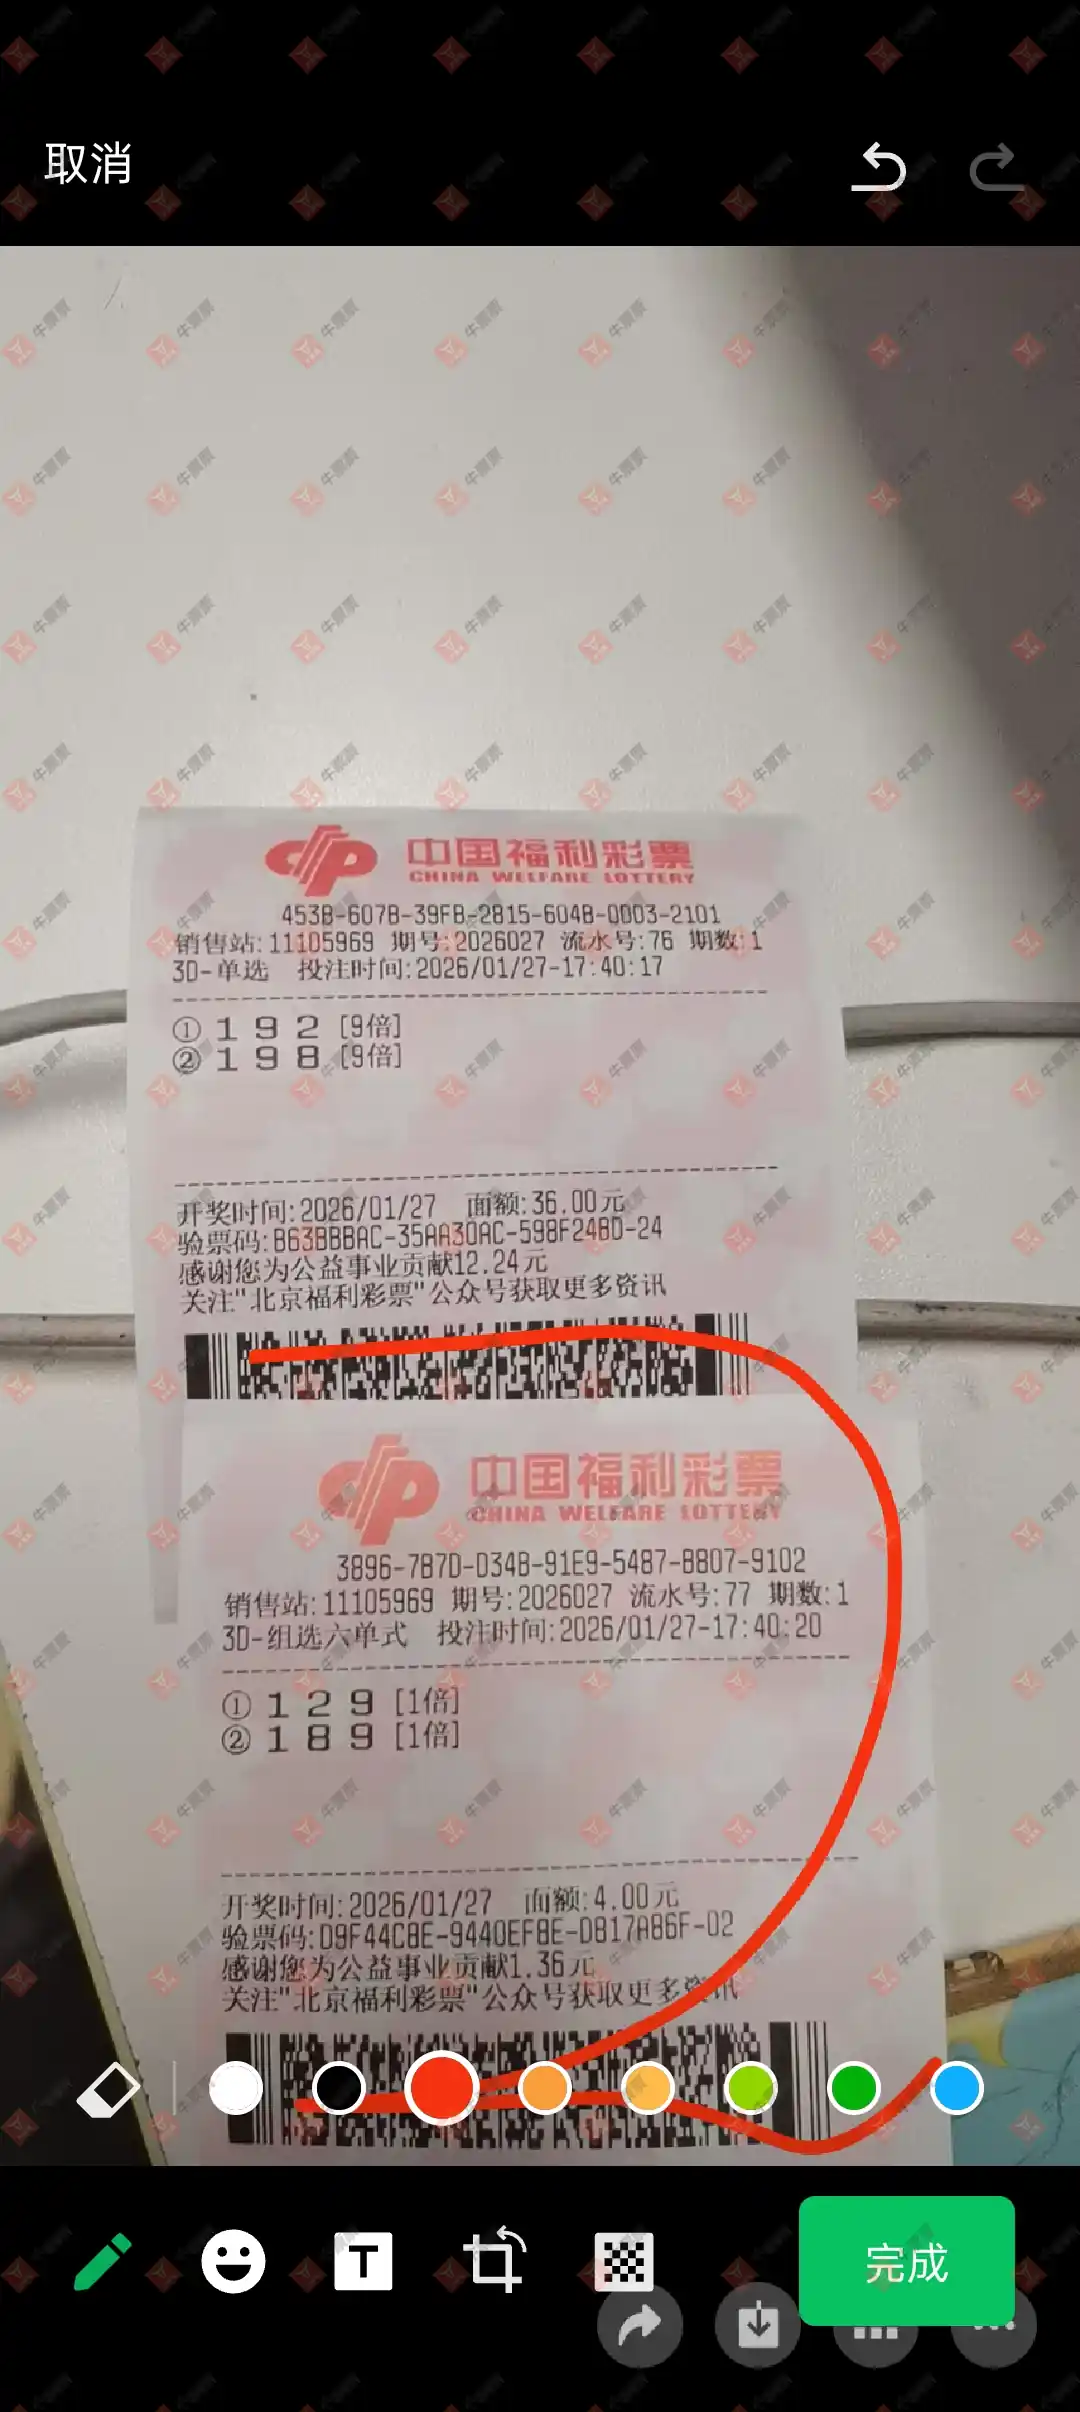 取消
中国福利彩票
CHINA WELFARE LOTTERY
453B-607B-39FB-2815-604B-0D03-2101
销售站:11105969 期号:2026027 流水号:76 期数:1
3D-单选 投注时间:2026/01/27-17:40:17
① 1 9 2 [9倍]
② 1 9 8 [9倍]
开奖时间:2026/01/27 面额:36.00元
验票码:B63BBBAC-35AA30AC-598F24BD-24
感谢您为公益事业贡献12.24元
关注"北京福利彩票"公众号获取更多资讯
中国福利彩票
CHINA WELFARE LOTTERY
3896-7B7D-D34B-91E9-5487-BB07-9102
销售站:11105969 期号:2026027 流水号:77 期数:1
3D-组选六单式 投注时间:2026/01/27-17:40:20
① 1 2 9 [1倍]
② 1 8 9 [1倍]
开奖时间:2026/01/27 面额:4.00元
验票码:D9F44C8E-9440EF8E-D817A86F-02
感谢您为公益事业贡献1.36元
关注"北京福利彩票"公众号获取更多资讯
T
完成